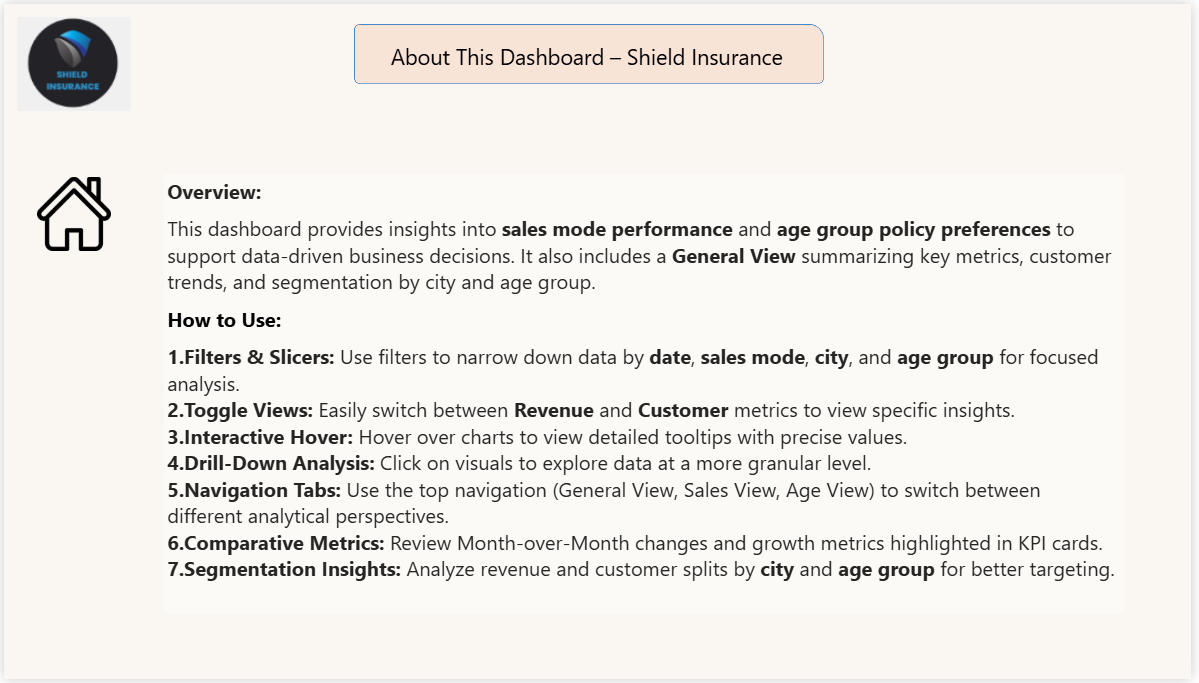 SHIELD
INSURANCE
About This Dashboard – Shield Insurance
Overview:
This dashboard provides insights into sales mode performance and age group policy preferences to
support data-driven business decisions. It also includes a General View summarizing key metrics, customer
trends, and segmentation by city and age group.
How to Use:
1.Filters & Slicers: Use filters to narrow down data by date, sales mode, city, and age group for focused
analysis.
2.Toggle Views: Easily switch between Revenue and Customer metrics to view specific insights.
3.Interactive Hover: Hover over charts to view detailed tooltips with precise values.
4.Drill-Down Analysis: Click on visuals to explore data at a more granular level.
5.Navigation Tabs: Use the top navigation (General View, Sales View, Age View) to switch between
different analytical perspectives.
6.Comparative Metrics: Review Month-over-Month changes and growth metrics highlighted in KPI cards.
7.Segmentation Insights: Analyze revenue and customer splits by city and age group for better targeting.